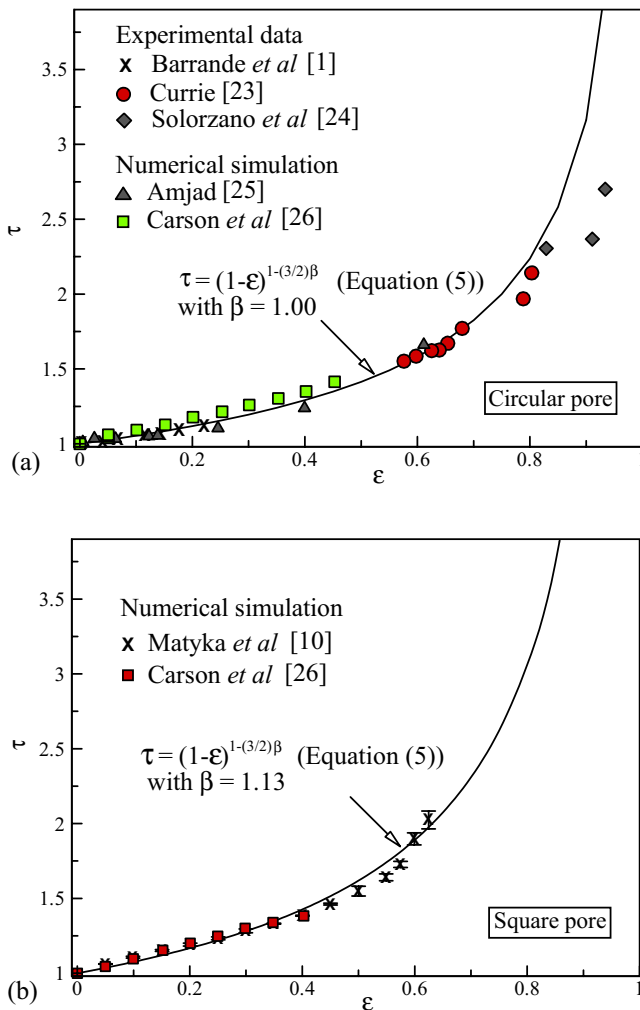 Experimental data
Barrande et al [1]
Currie [23]
Solorzano et al [24]
Numerical simulation
Amjad [25]
Carson et al [26]
τ = (1-ε)^1-(3/2)β (Equation (5))
with β = 1.00
Circular pore
3.5
3
2.5
2
1.5
1
τ
0 0.2 0.4 0.6 0.8 1
ε
(a)
Numerical simulation
Matyka et al [10]
Carson et al [26]
τ = (1-ε)^1-(3/2)β (Equation (5))
with β = 1.13
Square pore
3.5
3
2.5
2
1.5
1
τ
0 0.2 0.4 0.6 0.8 1
ε
(b)